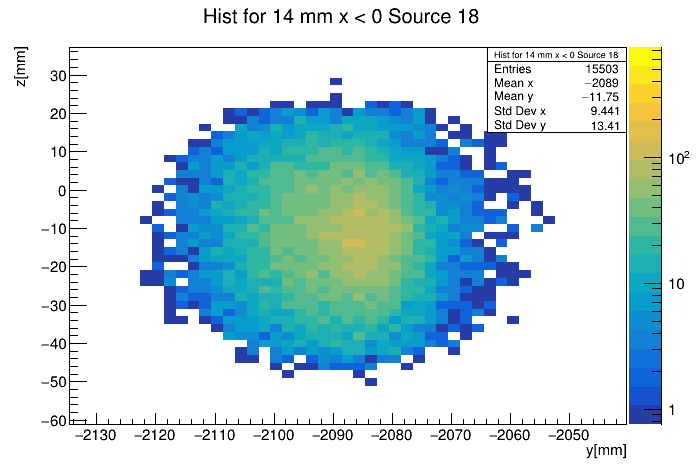 Hist for 14 mm x < 0 Source 18
z[mm]
Hist for 14 mm x < 0 Source 18
Entries 15503
Mean x −2089
Mean y −11.75
Std Dev x 9.441
Std Dev y 13.41
30
20
10
0
−10
−20
−30
−40
−50
−60
10²
10
1
−2130 −2120 −2110 −2100 −2090 −2080 −2070 −2060 −2050
y[mm]